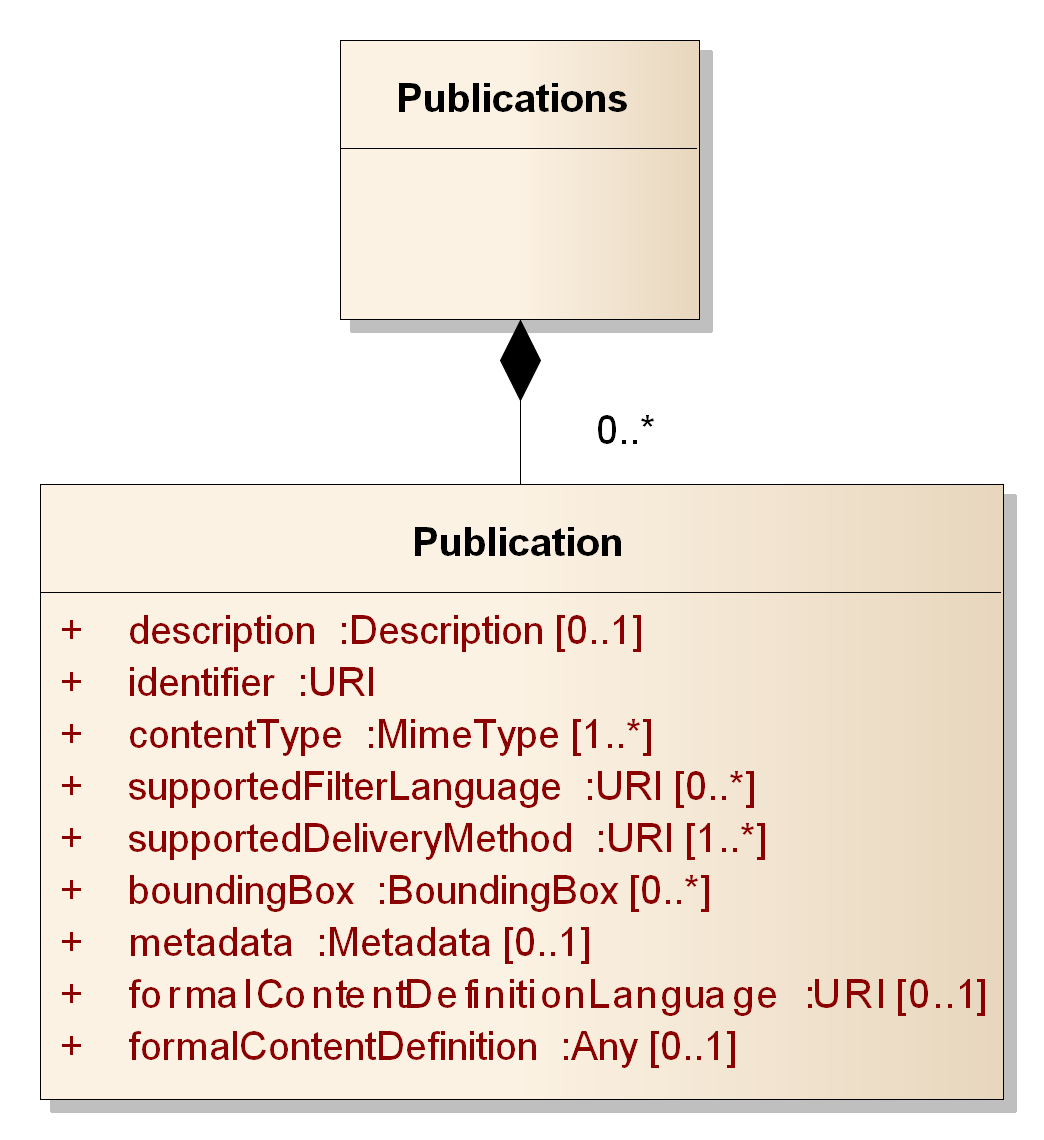 Publications
0..*
Publication
+ description :Description [0..1]
+ identifier :URI
+ contentType :MimeType [1..*]
+ supportedFilterLanguage :URI [0..*]
+ supportedDeliveryMethod :URI [1..*]
+ boundingBox :BoundingBox [0..*]
+ metadata :Metadata [0..1]
+ formalContentDefinitionLanguage :URI [0..1]
+ formalContentDefinition :Any [0..1]